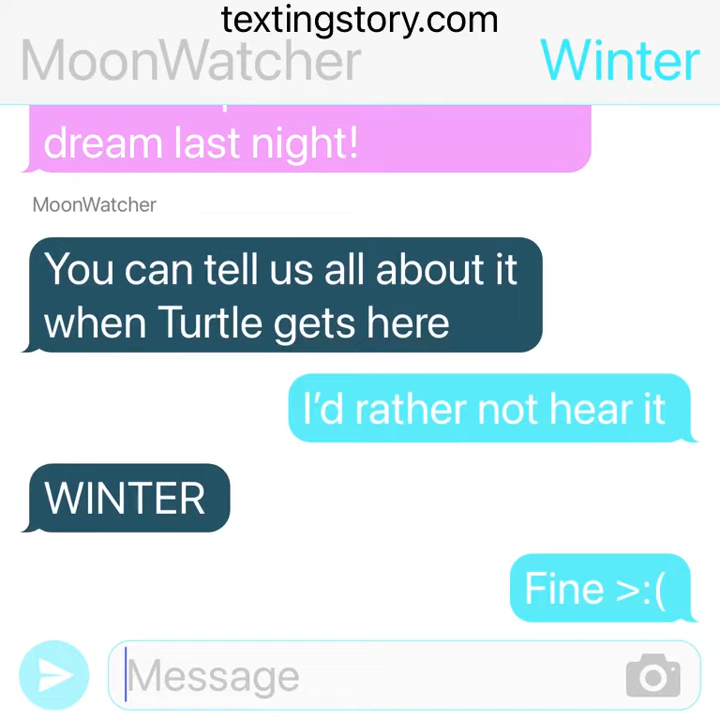 textingstory.com
MoonWatcher
Winter
dream last night!
MoonWatcher
You can tell us all about it
when Turtle gets here
I’d rather not hear it
WINTER
Fine >:(
Message